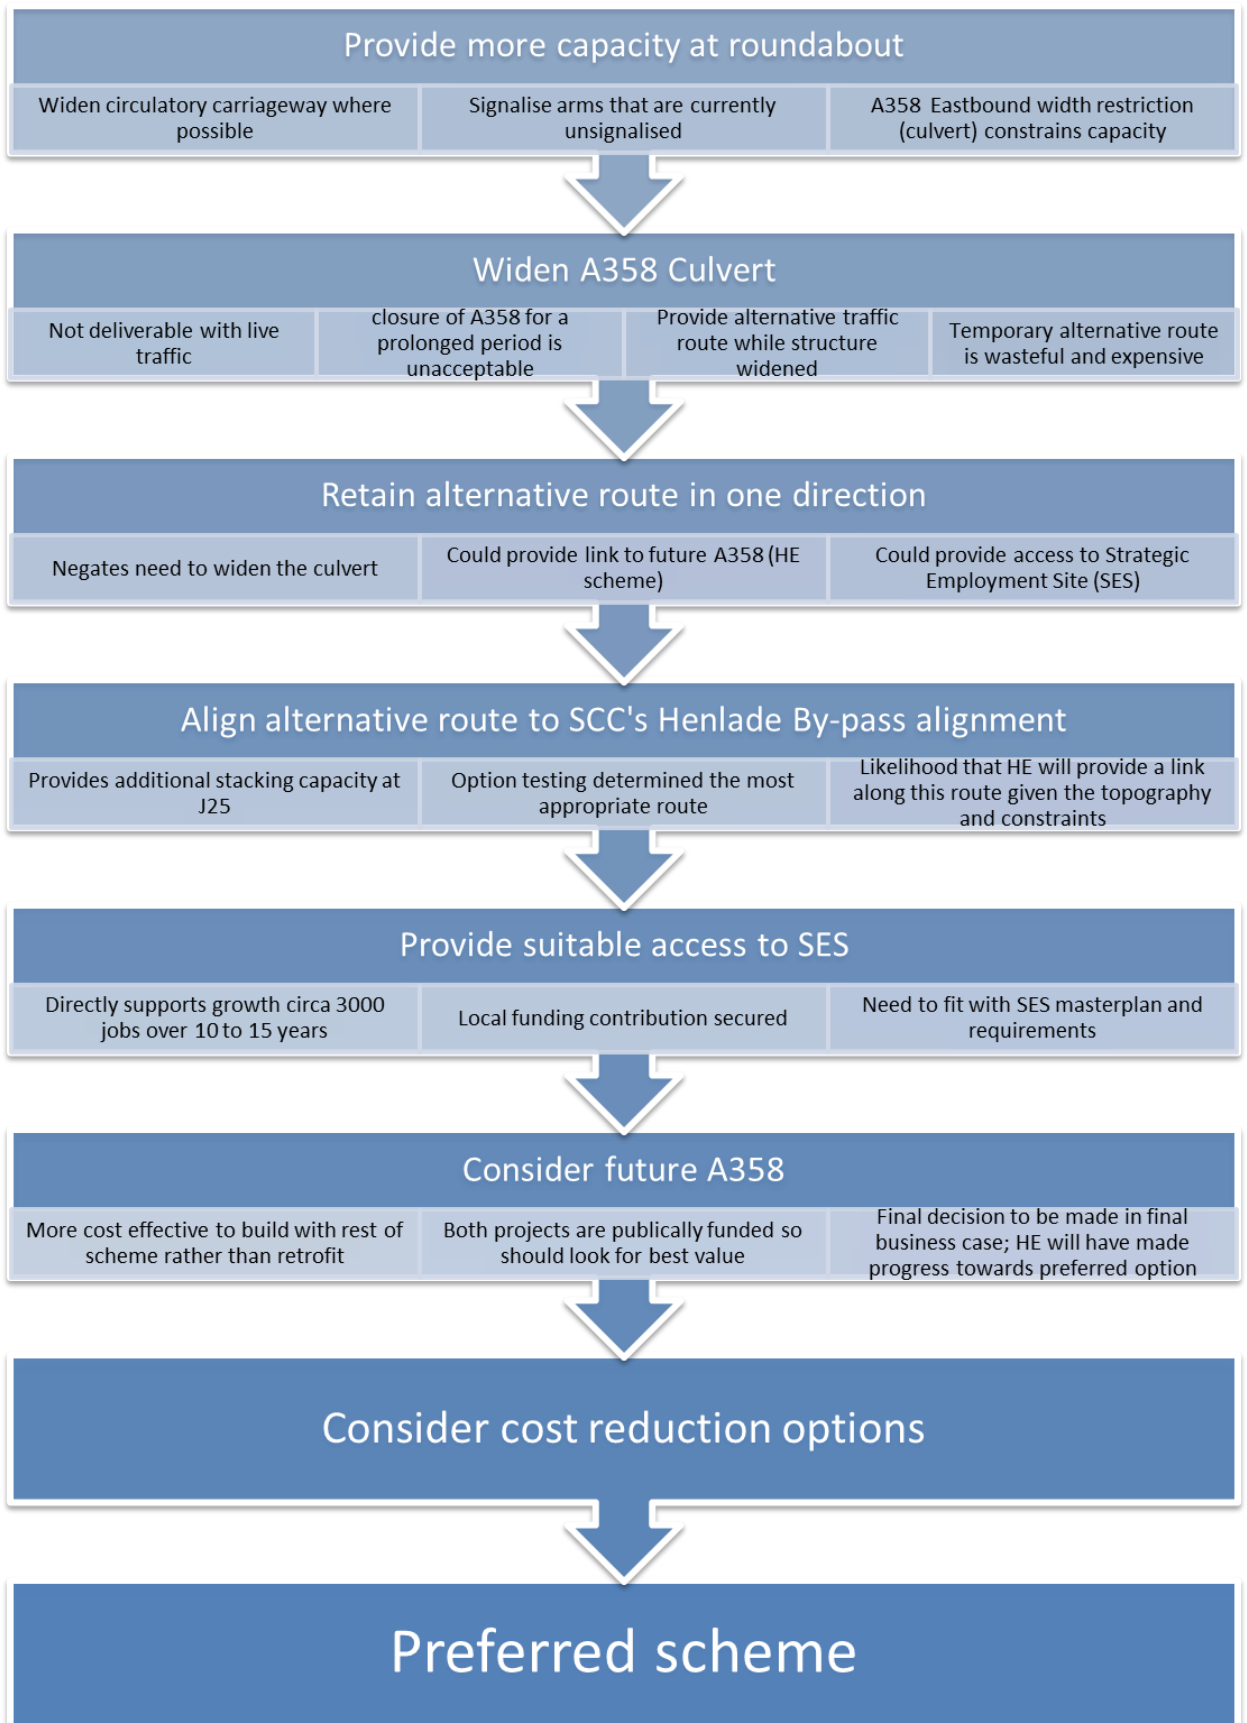 Provide more capacity at roundabout
Widen circulatory carriageway where
possible
Signalise arms that are currently
unsignalised
A358 Eastbound width restriction
(culvert) constrains capacity
Widen A358 Culvert
Not deliverable with live
traffic
closure of A358 for a
prolonged period is
unacceptable
Provide alternative traffic
route while structure
widened
Temporary alternative route
is wasteful and expensive
Retain alternative route in one direction
Negates need to widen the culvert
Could provide link to future A358 (HE
scheme)
Could provide access to Strategic
Employment Site (SES)
Align alternative route to SCC's Henlade By-pass alignment
Provides additional stacking capacity at
J25
Option testing determined the most
appropriate route
Likelihood that HE will provide a link
along this route given the topography
and constraints
Provide suitable access to SES
Directly supports growth circa 3000
jobs over 10 to 15 years
Local funding contribution secured
Need to fit with SES masterplan and
requirements
Consider future A358
More cost effective to build with rest of
scheme rather than retrofit
Both projects are publically funded so
should look for best value
Final decision to be made in final
business case; HE will have made
progress towards preferred option
Consider cost reduction options
Preferred scheme